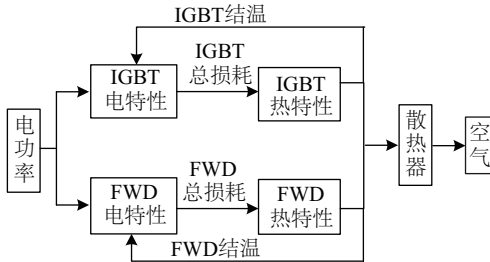 IGBT结温
IGBT
总损耗
IGBT
电特性
IGBT
热特性
电功率
散热器
空气
FWD
总损耗
FWD
电特性
FWD
热特性
FWD结温